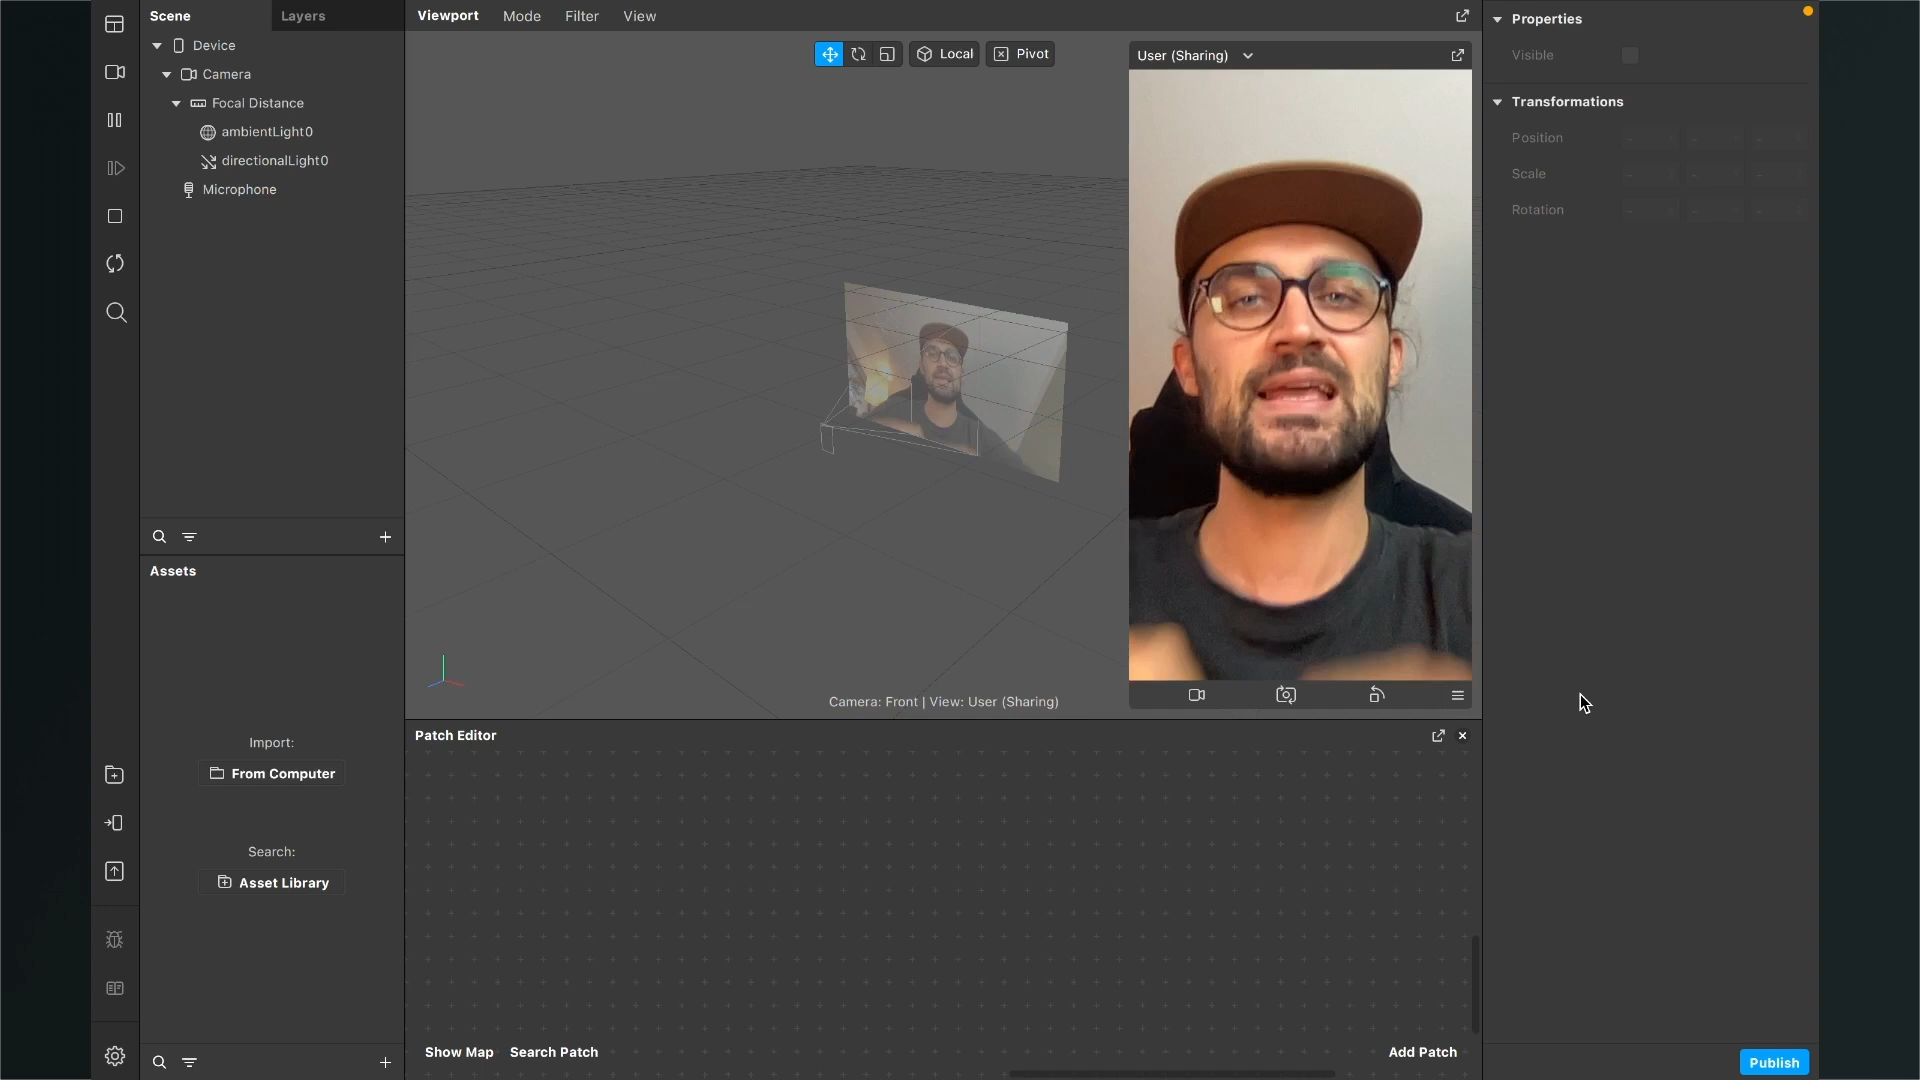 Scene
Layers
Device
Camera
Focal Distance
ambientLight0
directionalLight0
Microphone
Assets
Import:
From Computer
Search:
Asset Library
Viewport
Mode
Filter
View
Local
Pivot
User (Sharing)
Camera: Front | View: User (Sharing)
Patch Editor
Show Map
Search Patch
Add Patch
Properties
Visible
Transformations
Position
Scale
Rotation
Publish